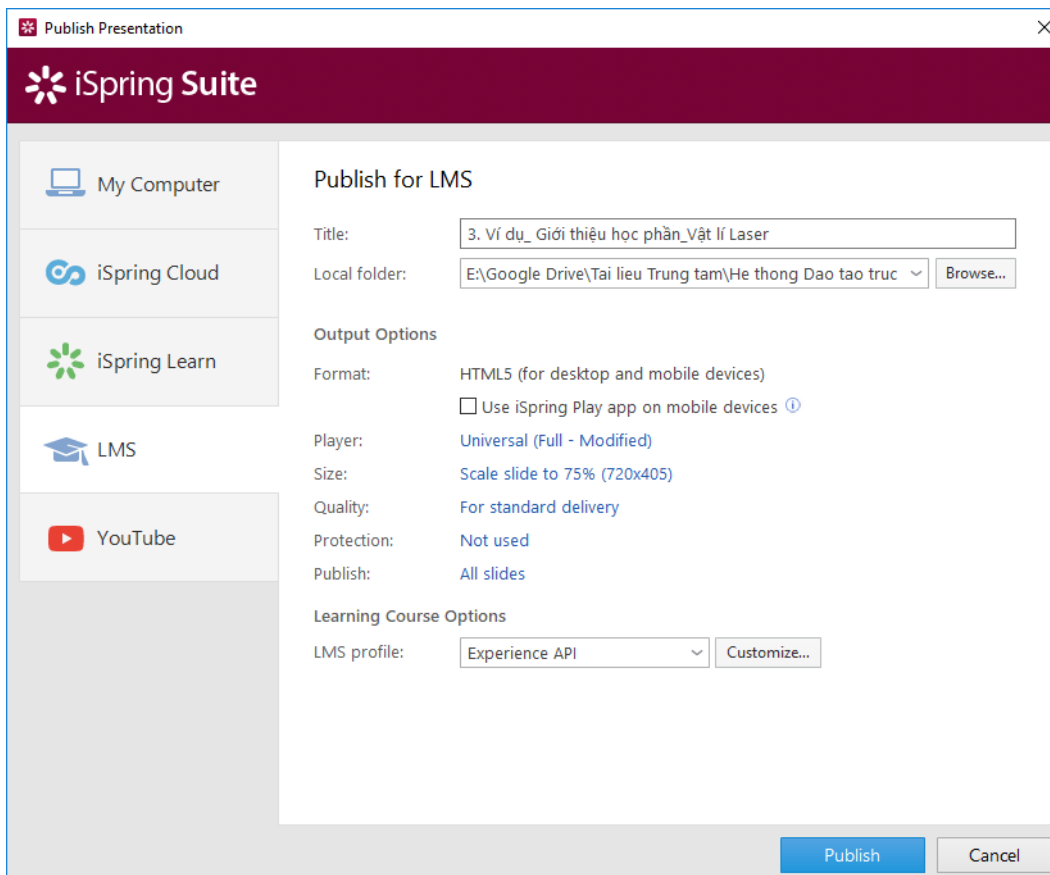 Publish Presentation
iSpring Suite
My Computer
iSpring Cloud
iSpring Learn
LMS
YouTube
Publish for LMS
Title: 3. Ví dụ_ Giới thiệu học phần_Vật lí Laser
Local folder: E:\Google Drive\Tai lieu Trung tam\He thong Dao tao truc Browse...
Output Options
Format: HTML5 (for desktop and mobile devices)
Use iSpring Play app on mobile devices
Player: Universal (Full - Modified)
Size: Scale slide to 75% (720x405)
Quality: For standard delivery
Protection: Not used
Publish: All slides
Learning Course Options
LMS profile: Experience API Customize...
Publish Cancel